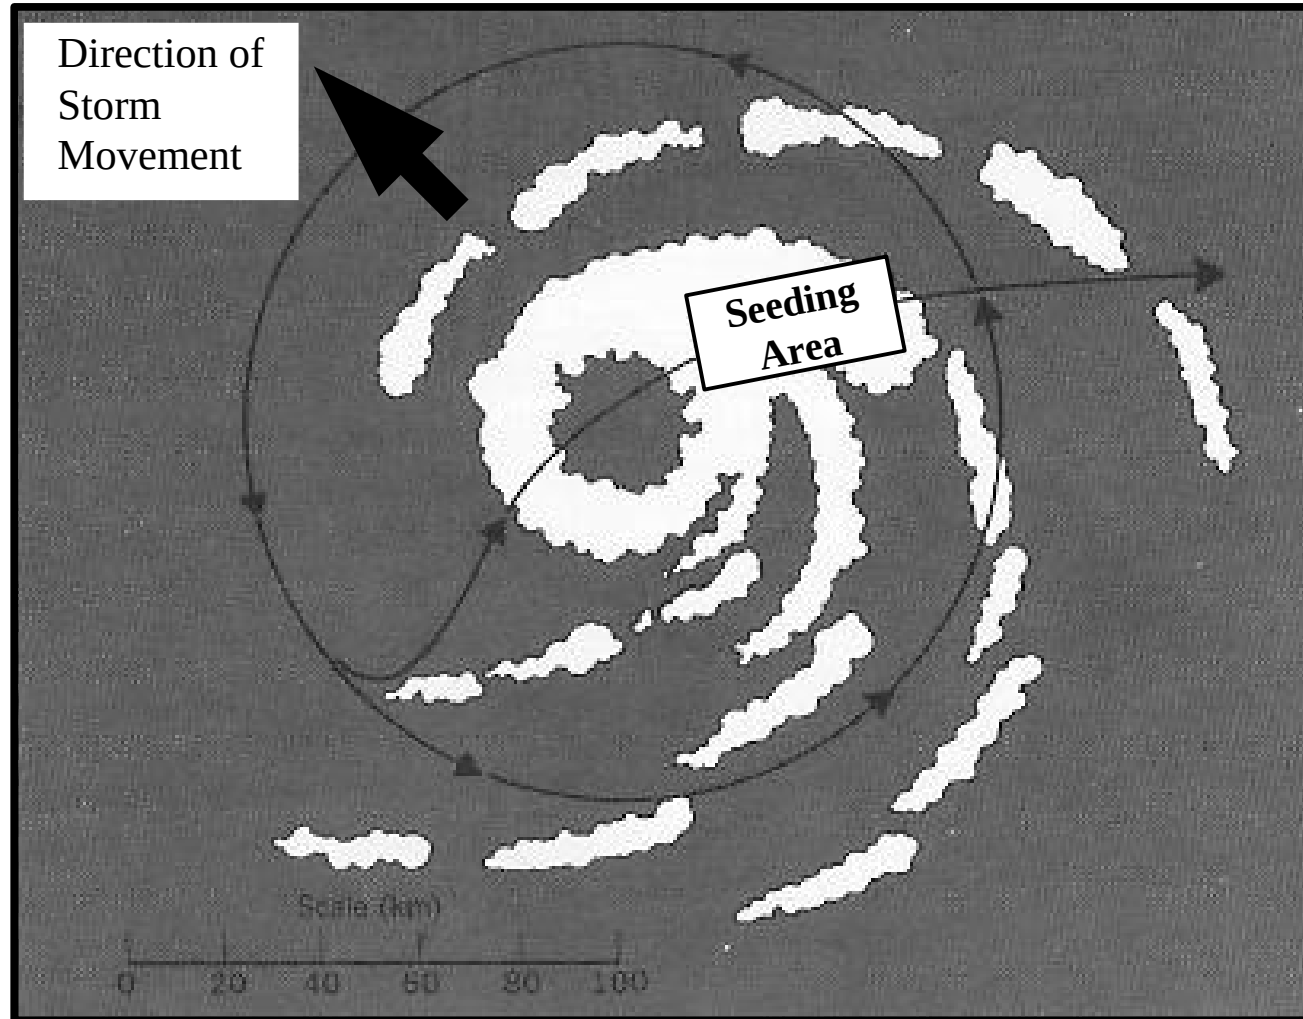 Direction of
Storm
Movement
Seeding
Area
Scale (km)
0 20 40 60 80 100